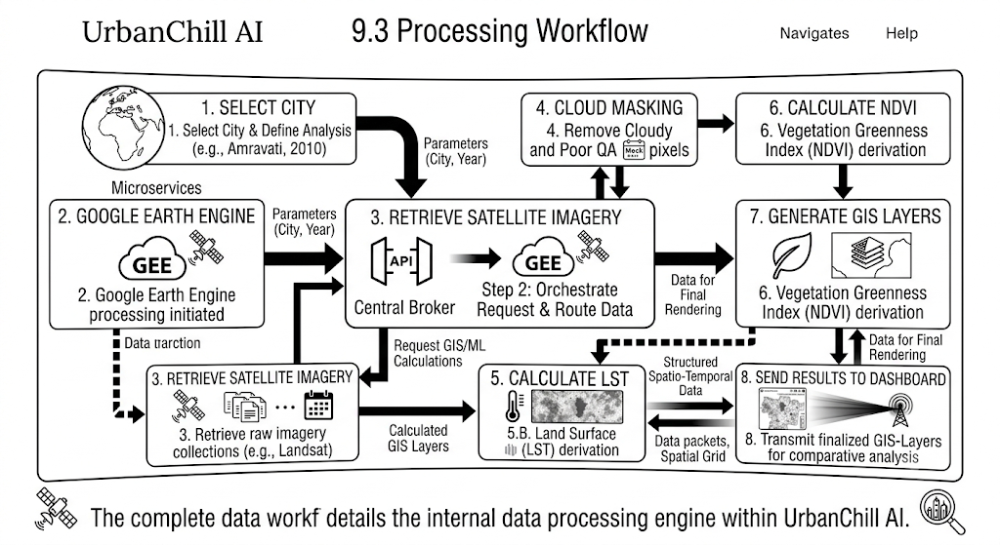 UrbanChill AI
9.3 Processing Workflow
Navigates
Help
1. SELECT CITY
1. Select City & Define Analysis
(e.g., Amravati, 2010)
Parameters
(City, Year)
4. CLOUD MASKING
4. Remove Cloudy
and Poor QA pixels
6. CALCULATE NDVI
6. Vegetation Greenness
Index (NDVI) derivation
Microservices
2. GOOGLE EARTH ENGINE
GEE
2. Google Earth Engine
processing initiated
Parameters
(City, Year)
3. RETRIEVE SATELLITE IMAGERY
API
Central Broker
GEE
Step 2: Orchestrate
Request & Route Data
Data for
Final
Rendering
7. GENERATE GIS LAYERS
6. Vegetation Greenness
Index (NDVI) derivation
Data ıarction
Request GIS/ML
Calculations
3. RETRIEVE SATELLITE IMAGERY
3. Retrieve raw imagery
collections (e.g., Landsat)
Calculated
GIS Layers
5. CALCULATE LST
5.B. Land Surface
(LST) derivation
Structured
Spatio-Temporal
Data
Data packets,
Spatial Grid
Data for Final
Rendering
8. SEND RESULTS TO DASHBOARD
8. Transmit finalized GIS-Layers
for comparative analysis
The complete data workf details the internal data processing engine within UrbanChill AI.